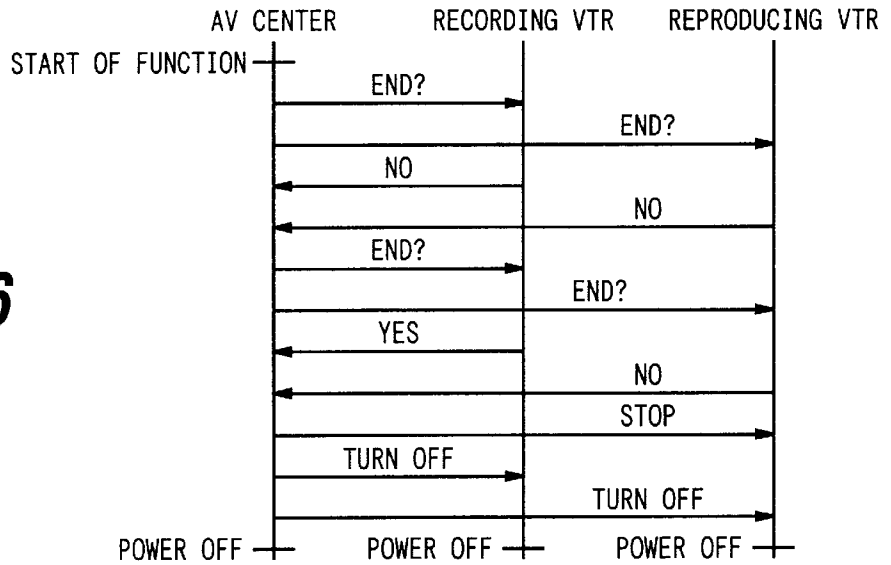 AV CENTER RECORDING VTR REPRODUCING VTR
START OF FUNCTION
END?
END?
NO
NO
END?
6 END?
YES
NO
STOP
TURN OFF
TURN OFF
POWER OFF POWER OFF POWER OFF